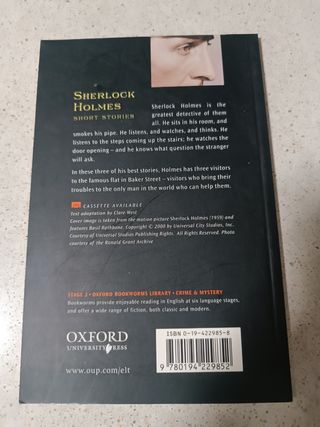 SHERLOCK
HOLMES
SHORT STORIES
Sherlock Holmes is the
greatest detective of them
all. He sits in his room, and
smokes his pipe. He listens, and watches, and thinks. He
listens to the steps coming up the stairs; he watches the
door opening – and he knows what question the stranger
will ask.
In these three of his best stories, Holmes has three visitors
to the famous flat in Baker Street – visitors who bring their
troubles to the only man in the world who can help them.
CASSETTE AVAILABLE
Text adaptation by Clare West
Cover image is taken from the motion picture Sherlock Holmes (1939) and
features Basil Rathbone. Copyright © 2000 by Universal City Studios, Inc.
Courtesy of Universal Studios Publishing Rights. All Rights Reserved. Photo
courtesy of the Ronald Grant Archive
STAGE 2 · OXFORD BOOKWORMS LIBRARY · CRIME & MYSTERY
Bookworms provide enjoyable reading in English at six language stages,
and offer a wide range of fiction, both classic and modern.
OXFORD
UNIVERSITY PRESS
www.oup.com/elt
ISBN 0-19-422985-8
9 780194 229852